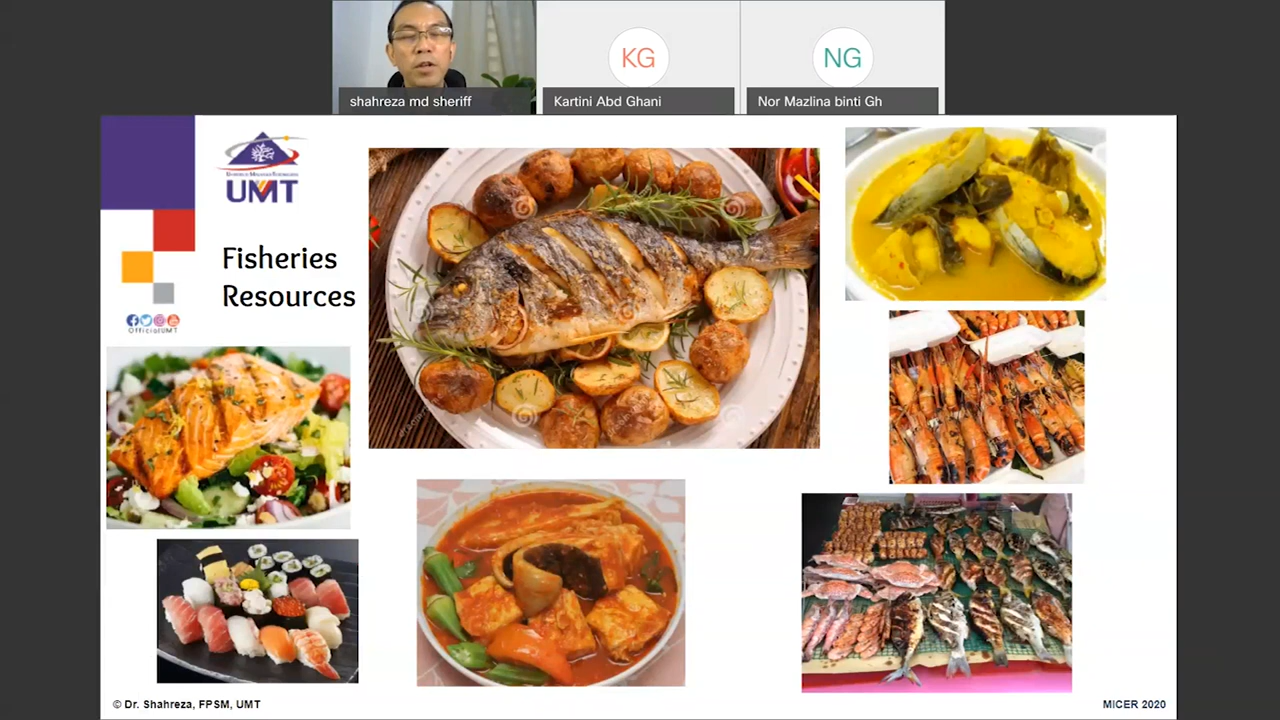 KG
NG
shahreza md sheriff
Kartini Abd Ghani
Nor Mazlina binti Gh
UMT
Fisheries
Resources
OfficialUMT
© Dr. Shahreza, FPSM, UMT
MICER 2020